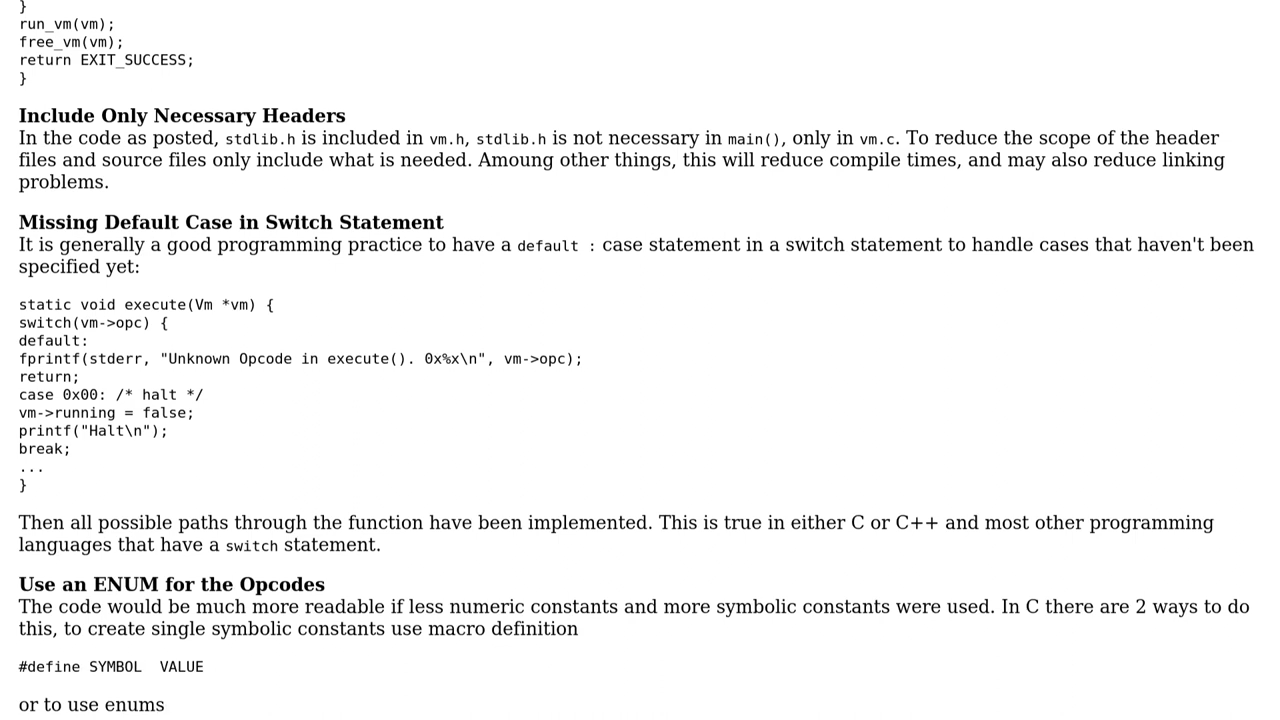 }
run_vm(vm);
free_vm(vm);
return EXIT_SUCCESS;
}
Include Only Necessary Headers
In the code as posted, stdlib.h is included in vm.h, stdlib.h is not necessary in main(), only in vm.c. To reduce the scope of the header
files and source files only include what is needed. Amoung other things, this will reduce compile times, and may also reduce linking
problems.
Missing Default Case in Switch Statement
It is generally a good programming practice to have a default : case statement in a switch statement to handle cases that haven't been
specified yet:
static void execute(Vm *vm) {
switch(vm->opc) {
default:
fprintf(stderr, "Unknown Opcode in execute(). 0x%x\n", vm->opc);
return;
case 0x00: /* halt */
vm->running = false;
printf("Halt\n");
break;
...
}
Then all possible paths through the function have been implemented. This is true in either C or C++ and most other programming
languages that have a switch statement.
Use an ENUM for the Opcodes
The code would be much more readable if less numeric constants and more symbolic constants were used. In C there are 2 ways to do
this, to create single symbolic constants use macro definition
#define SYMBOL  VALUE
or to use enums